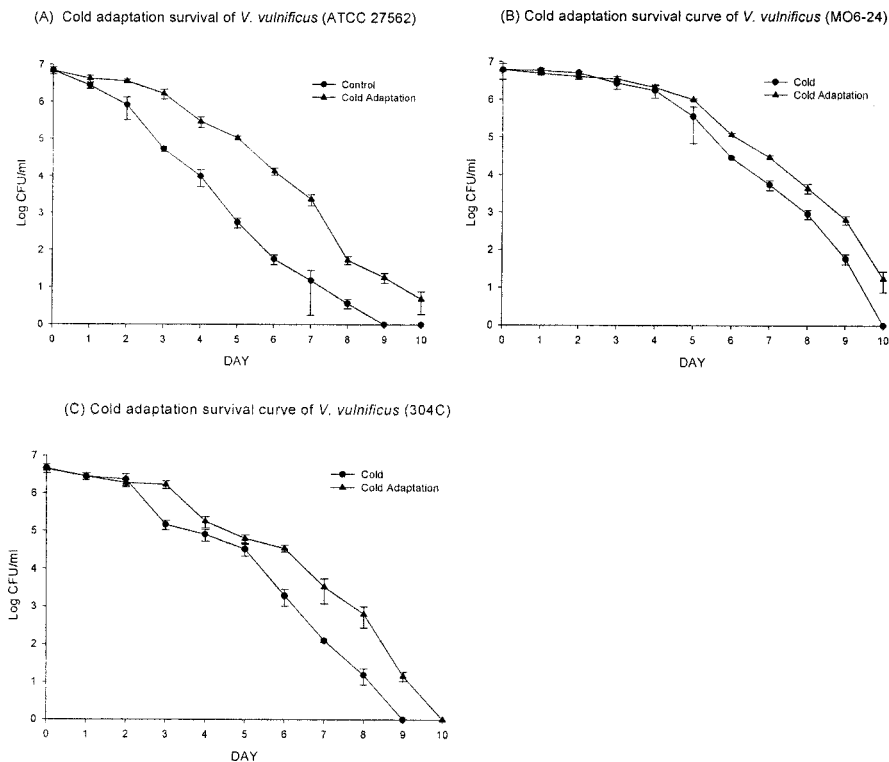 (A) Cold adaptation survival of V. vulnificus (ATCC 27562)
7
6
5
4
3
2
1
0
Log CFU/ml
Control
Cold Adaptation
0 1 2 3 4 5 6 7 8 9 10
DAY
(B) Cold adaptation survival curve of V. vulnificus (MO6-24)
7
6
5
4
3
2
1
0
Log CFU/ml
Cold
Cold Adaptation
0 1 2 3 4 5 6 7 8 9 10
DAY
(C) Cold adaptation survival curve of V. vulnificus (304C)
7
6
5
4
3
2
1
0
Log CFU/ml
Cold
Cold Adaptation
0 1 2 3 4 5 6 7 8 9 10
DAY